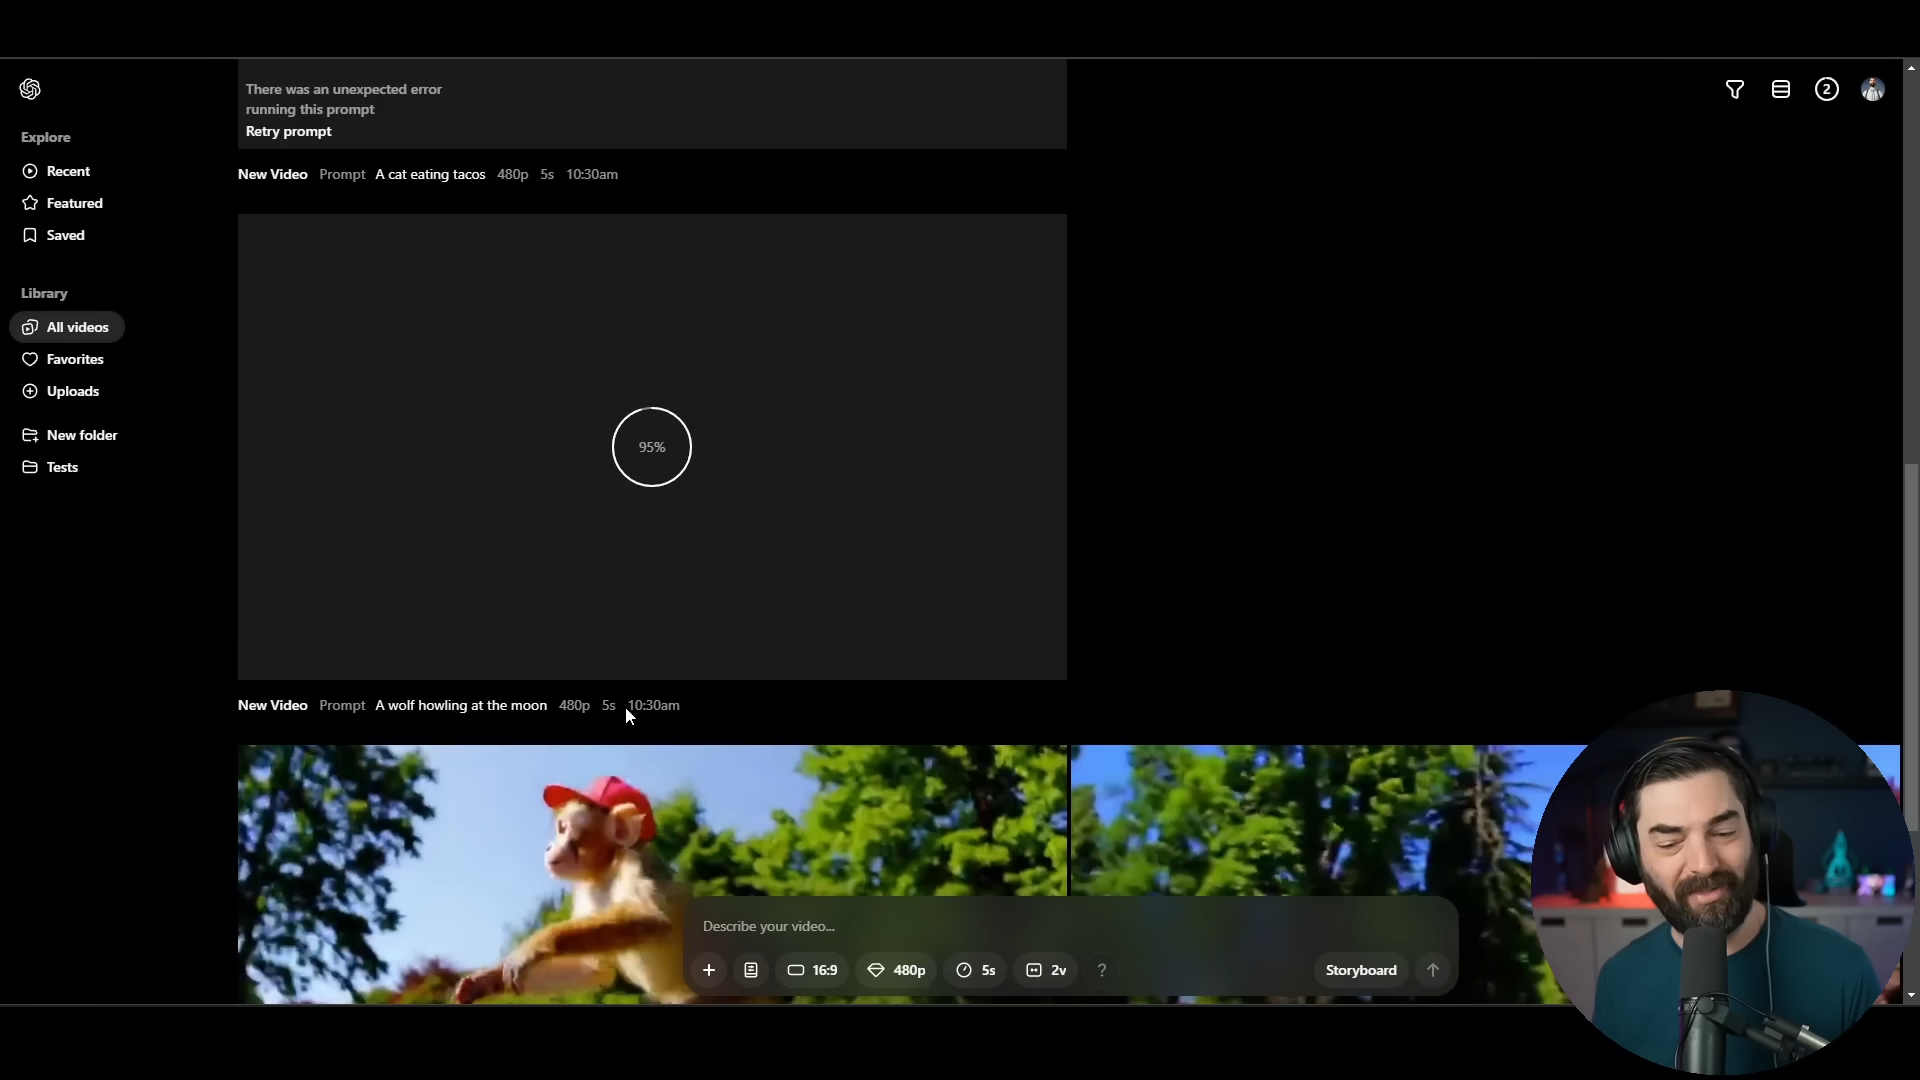 There was an unexpected error
running this prompt
Retry prompt
2
Explore
Recent
Featured
Saved
Library
All videos
Favorites
Uploads
New folder
Tests
New Video Prompt A cat eating tacos 480p 5s 10:30am
95%
New Video Prompt A wolf howling at the moon 480p 5s 10:30am
Describe your video...
16:9 480p 5s 2v ? Storyboard